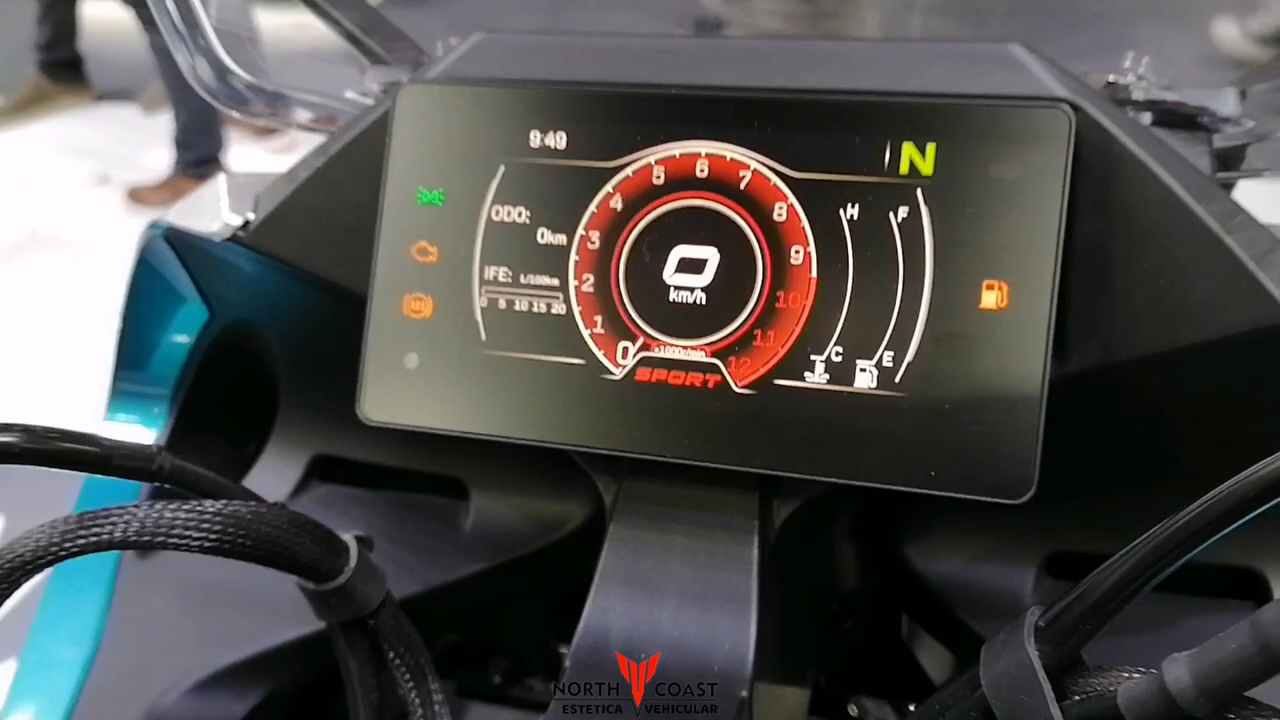 9:49
N
ODO:
0km
IFE: L/100km
0 5 10 15 20
0 1 2 3 4 5 6 7 8 9 10 11 12
0
km/h
x1000r/min
SPORT
H
C
F
E
ABS
NORTH COAST
ESTETICA VEHICULAR